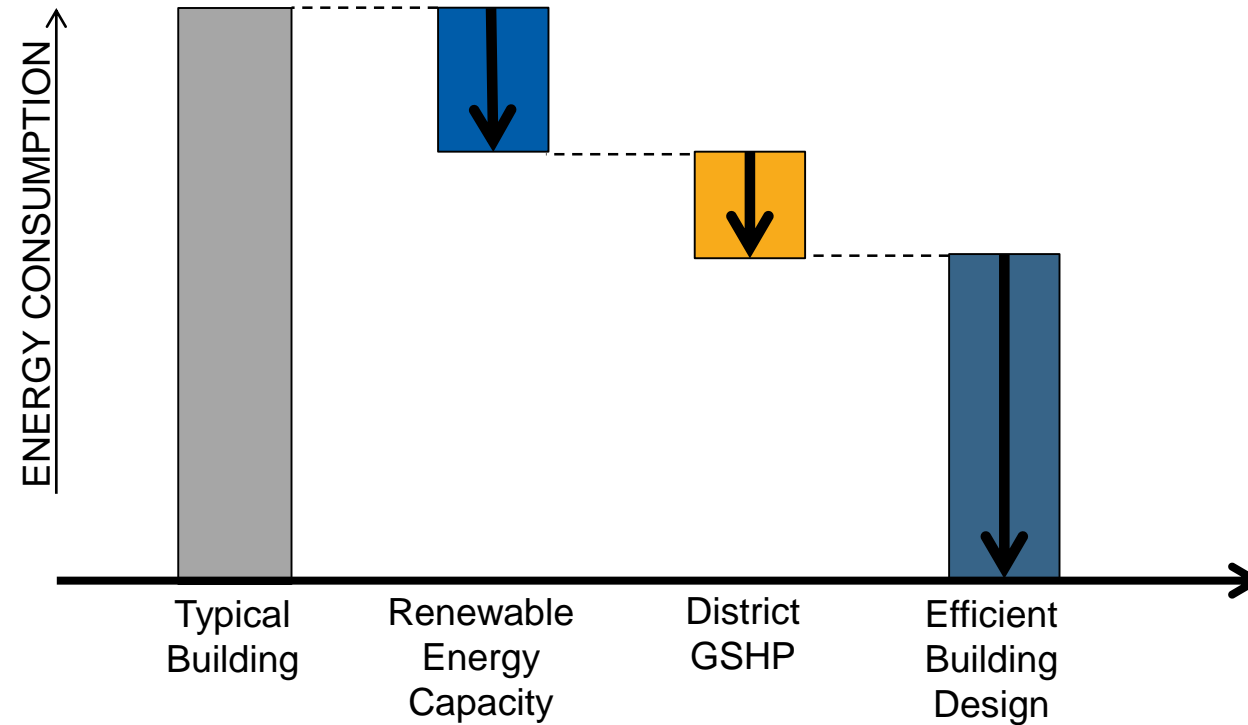 ENERGY CONSUMPTION
Typical
Building
Renewable
Energy
Capacity
District
GSHP
Efficient
Building
Design